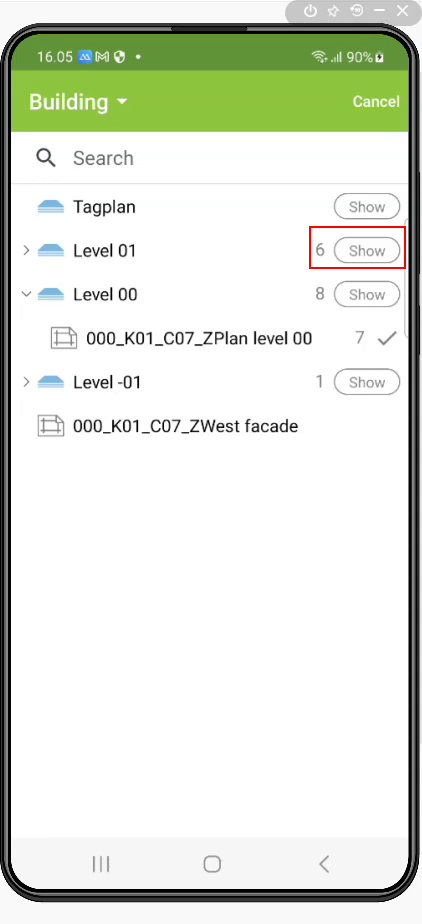 16.05 90%
Building Cancel
Search
Tagplan Show
Level 01 6 Show
Level 00 8 Show
000_K01_C07_ZPlan level 00 7
Level -01 1 Show
000_K01_C07_ZWest facade